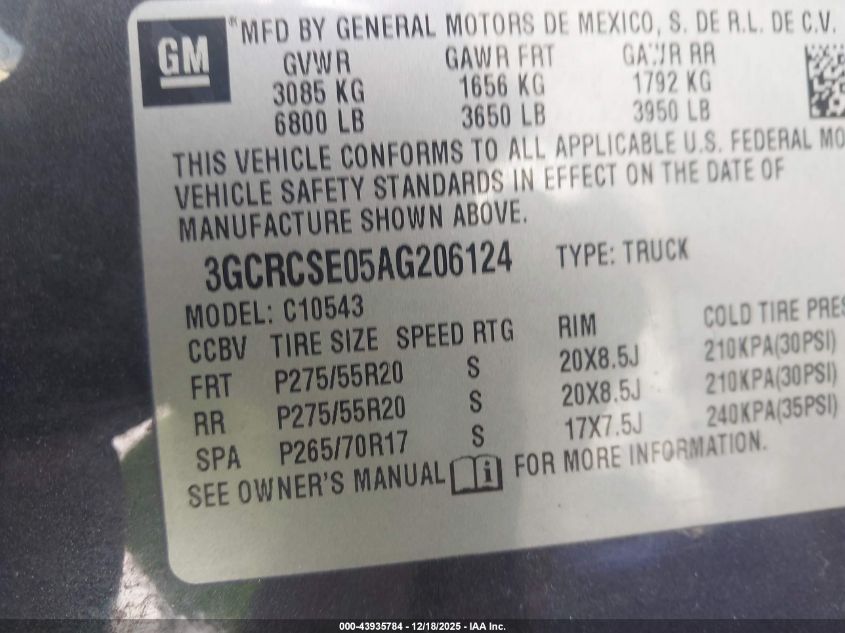 GM
*MFD BY GENERAL MOTORS DE MEXICO, S. DE R.L. DE C.V.
GVWR GAWR FRT GAWR RR
3085 KG 1656 KG 1792 KG
6800 LB 3650 LB 3950 LB
THIS VEHICLE CONFORMS TO ALL APPLICABLE U.S. FEDERAL MO
VEHICLE SAFETY STANDARDS IN EFFECT ON THE DATE OF
MANUFACTURE SHOWN ABOVE.
3GCRCSE05AG206124 TYPE: TRUCK
MODEL: C10543
CCBV TIRE SIZE SPEED RTG RIM COLD TIRE PRES
FRT P275/55R20 S 20X8.5J 210KPA(30PSI)
RR P275/55R20 S 20X8.5J 210KPA(30PSI)
SPA P265/70R17 S 17X7.5J 240KPA(35PSI)
SEE OWNER'S MANUAL i FOR MORE INFORMATION.
000-43935784 - 12/18/2025 - IAA Inc.